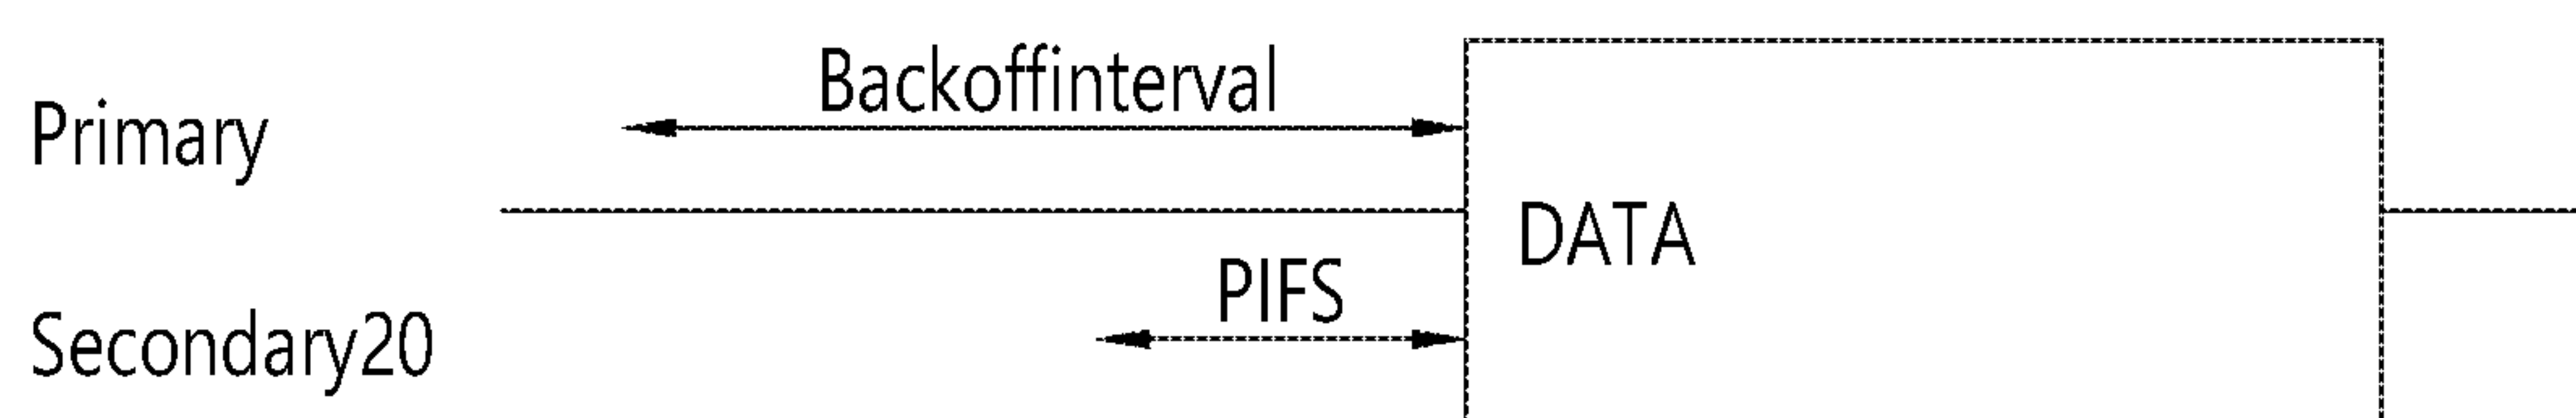 Backoffinterval
Primary
DATA
PIFS
Secondary20